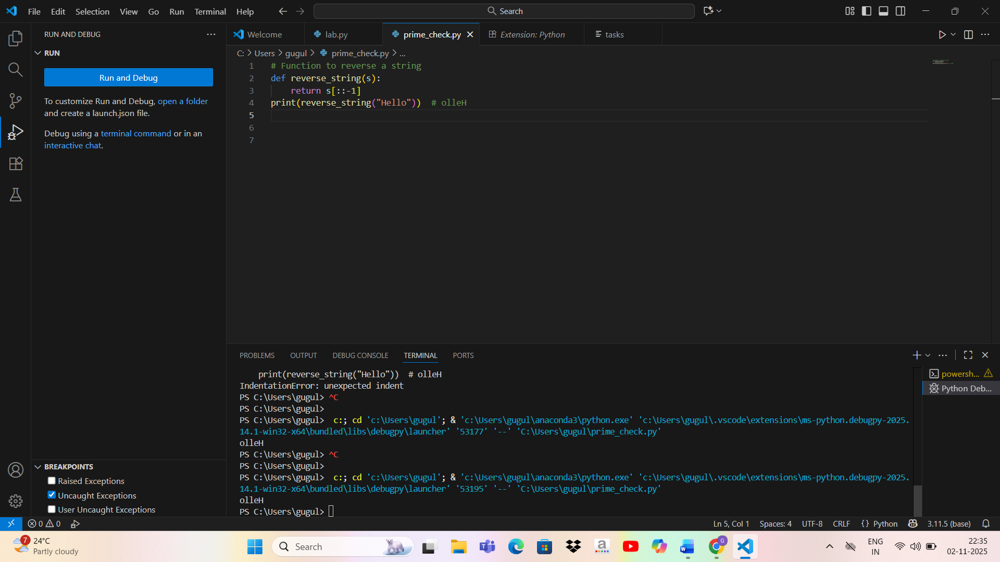 File Edit Selection View Go Run Terminal Help
Search
RUN AND DEBUG
RUN
Run and Debug
To customize Run and Debug, open a folder
and create a launch.json file.
Debug using a terminal command or in an
interactive chat.
BREAKPOINTS
Raised Exceptions
Uncaught Exceptions
User Uncaught Exceptions
Welcome lab.py prime_check.py Extension: Python tasks
C: > Users > gugul > prime_check.py > ...
1 # Function to reverse a string
2 def reverse_string(s):
3     return s[::-1]
4 print(reverse_string("Hello"))  # olleH
5
6
7
PROBLEMS OUTPUT DEBUG CONSOLE TERMINAL PORTS
    print(reverse_string("Hello"))  # olleH
IndentationError: unexpected indent
PS C:\Users\gugul> ^C
PS C:\Users\gugul>
PS C:\Users\gugul>  c:; cd 'c:\Users\gugul'; & 'c:\Users\gugul\anaconda3\python.exe' 'c:\Users\gugul\.vscode\extensions\ms-python.debugpy-2025.
14.1-win32-x64\bundled\libs\debugpy\launcher' '53177' '--' 'C:\Users\gugul\prime_check.py'
olleH
PS C:\Users\gugul> ^C
PS C:\Users\gugul>
PS C:\Users\gugul>  c:; cd 'c:\Users\gugul'; & 'c:\Users\gugul\anaconda3\python.exe' 'c:\Users\gugul\.vscode\extensions\ms-python.debugpy-2025.
14.1-win32-x64\bundled\libs\debugpy\launcher' '53195' '--' 'C:\Users\gugul\prime_check.py'
olleH
PS C:\Users\gugul>
powersh...
Python Deb...
0 0 Ln 5, Col 1 Spaces: 4 UTF-8 CRLF {} Python 3.11.5 (base)
7
24°C
Partly cloudy
Search
a
W
G
ENG
IN
22:35
02-11-2025